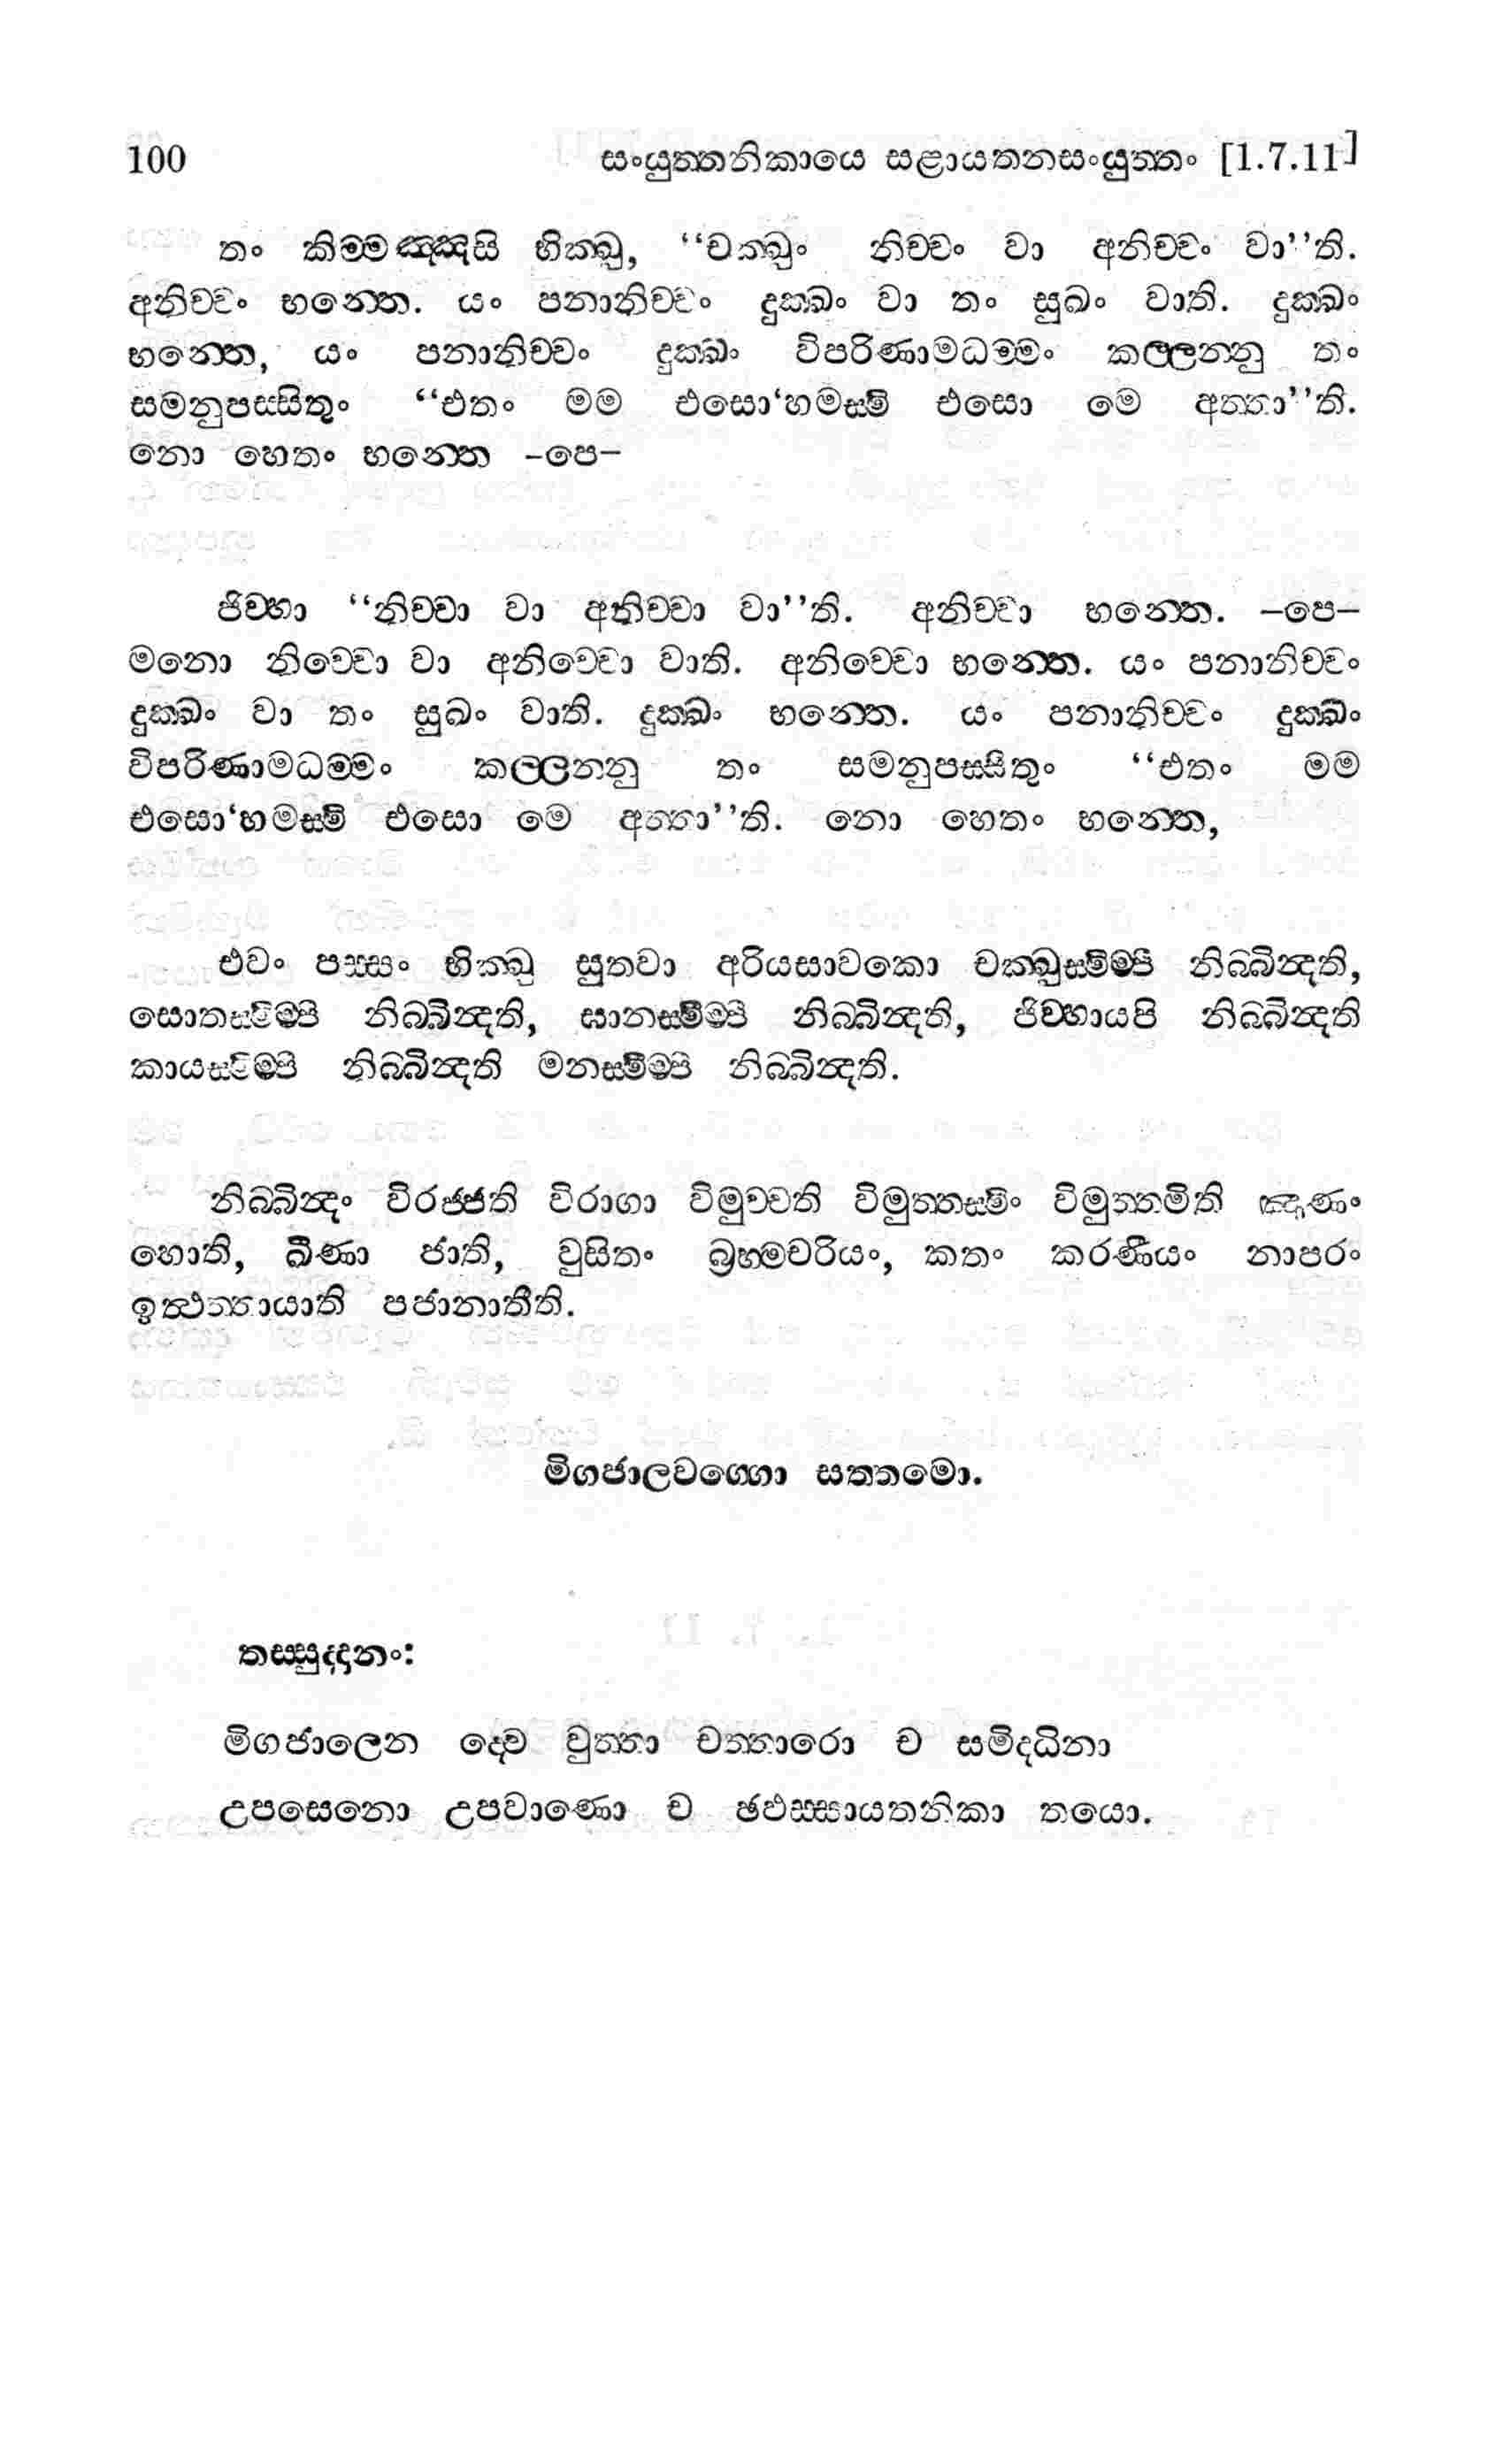 100 සංයුත්තනිකායෙ සළායතනසංයුත්තං [1.7.11]
තං කිම්මඤ්ඤසි භික්ඛු, “චක්ඛුං නිච්චං වා අනිච්චං වා”ති.
අනිච්චං භන්තෙ. යං පනානිච්චං දුක්ඛං වා තං සුඛං වාති. දුක්ඛං
භන්තෙ, යං පනානිච්චං දුක්ඛං විපරිණාමධම්මං කල්ලන්නු තං
සමනුපස්සිතුං “එතං මම එසො‘හමස්මි එසො මෙ අත්තා”ති.
නො හෙතං භන්තෙ –පෙ–
ජිව්හා “නිච්චා වා අනිච්චා වා”ති. අනිච්චා භන්තෙ. –පෙ–
මනො නිච්චො වා අනිච්චො වාති. අනිච්චො භන්තෙ. යං පනානිච්චං
දුක්ඛං වා තං සුඛං වාති. දුක්ඛං භන්තෙ. යං පනානිච්චං දුක්ඛං
විපරිණාමධම්මං කල්ලනනු තං සමනුපස්සිතුං “එතං මම
එසො‘හමස්මි එසො මෙ අත්තා”ති. නො හෙතං භන්තෙ,
එවං පස්සං භික්ඛු සුතවා අරියසාවකො චක්ඛුස්මිම්පි නිබ්බින්දති,
සොතස්මිම්පි නිබ්බින්දති, ඝානස්මිම්පි නිබ්බින්දති, ජිව්හායපි නිබ්බින්දති
කායස්මිම්පි නිබ්බින්දති මනස්මිම්පි නිබ්බින්දති.
නිබ්බින්දං විරජ්ජති විරාගා විමුච්චති විමුත්තස්මිං විමුත්තමිති ඤාණං
හොති, ඛීණා ජාති, වුසිතං බ්‍රහ්මචරියං, කතං කරණීයං නාපරං
ඉත්ථත්තායාති පජානාතීති.
මිගජාලවග්ගො සත්තමො.
තස්සුද්දානං:
මිගජාලෙන ද්වෙ වුත්තා චත්තාරො ච සමිද්ධිනා
උපසෙනො උපවාණො ච ඡඵස්සායතනිකා තයො.